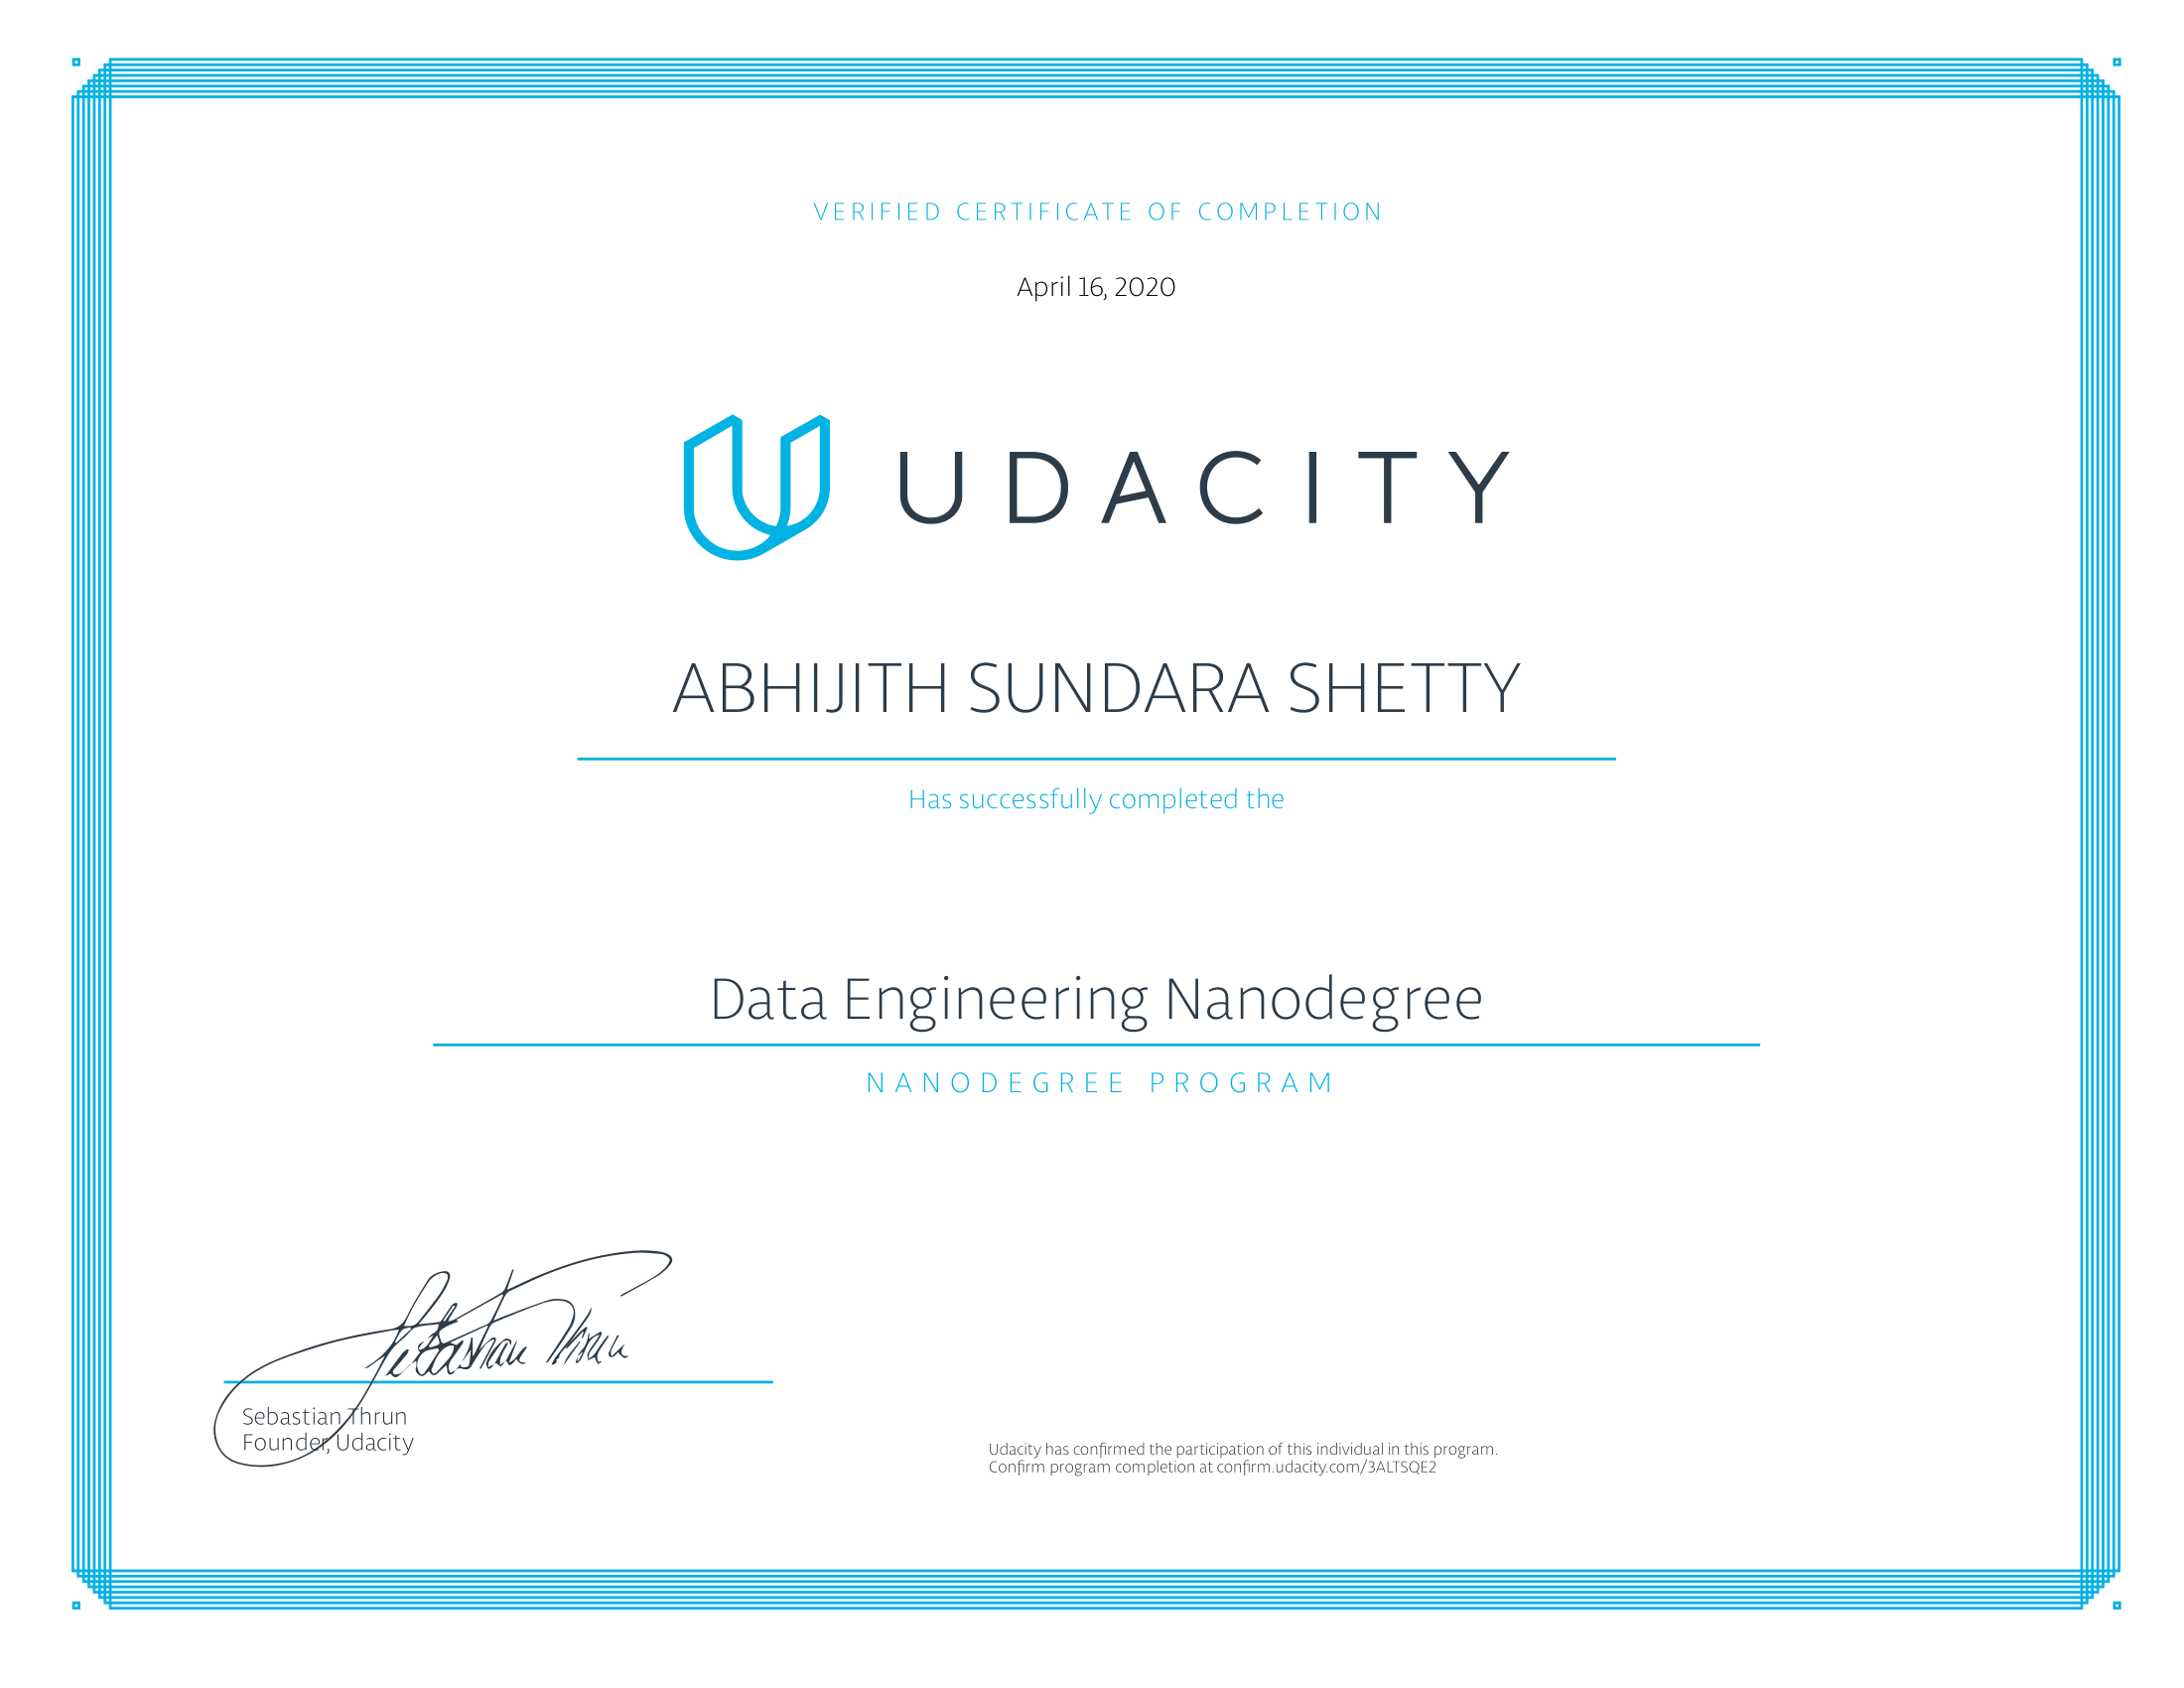 VERIFIED CERTIFICATE OF COMPLETION
April 16, 2020
UDACITY
ABHIJITH SUNDARA SHETTY
Has successfully completed the
Data Engineering Nanodegree
NANODEGREE PROGRAM
Sebastian Thrun
Sebastian Thrun
Founder, Udacity
Udacity has confirmed the participation of this individual in this program.
Confirm program completion at confirm.udacity.com/3ALTSQE2